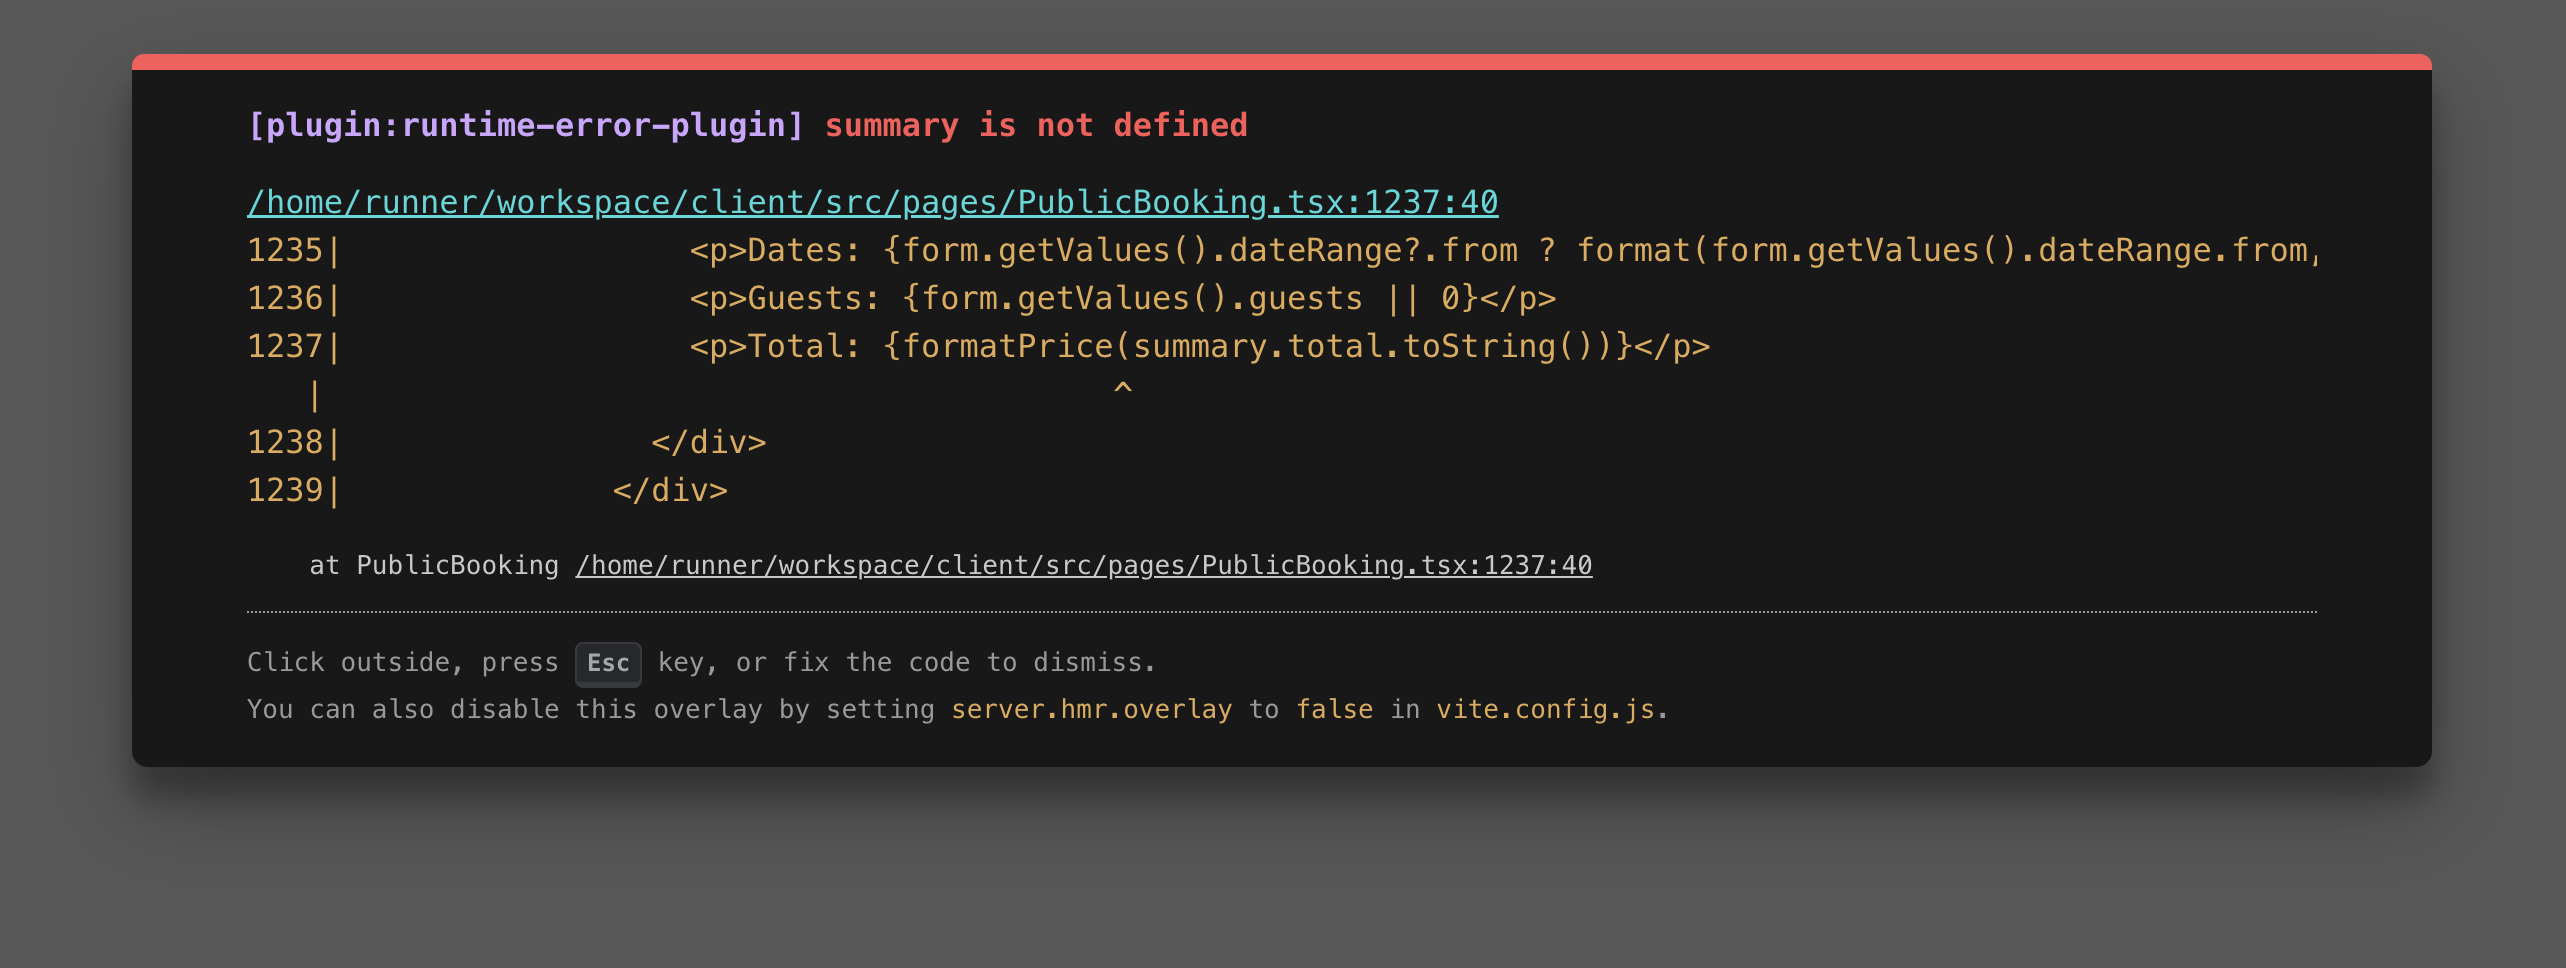 [plugin:runtime-error-plugin] summary is not defined
/home/runner/workspace/client/src/pages/PublicBooking.tsx:1237:40
1235|                  <p>Dates: {form.getValues().dateRange?.from ? format(form.getValues().dateRange.from,
1236|                  <p>Guests: {form.getValues().guests || 0}</p>
1237|                  <p>Total: {formatPrice(summary.total.toString())}</p>
   |                                         ^
1238|                </div>
1239|              </div>
    at PublicBooking /home/runner/workspace/client/src/pages/PublicBooking.tsx:1237:40
Click outside, press Esc key, or fix the code to dismiss.
You can also disable this overlay by setting server.hmr.overlay to false in vite.config.js.